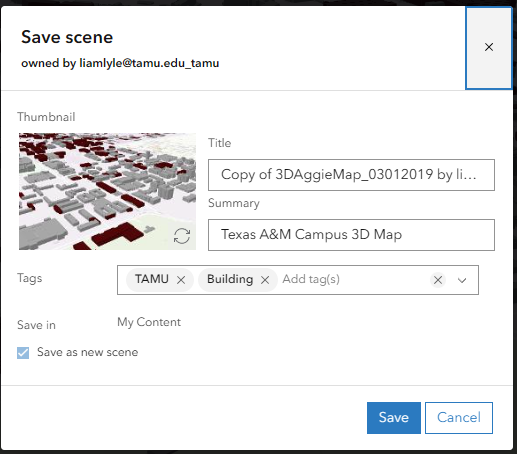 Save scene
owned by liamlyle@tamu.edu_tamu
Thumbnail
Title
Copy of 3DAggieMap_03012019 by li...
Summary
Texas A&M Campus 3D Map
Tags
TAMU × Building × Add tag(s)
Save in
My Content
Save as new scene
Save Cancel